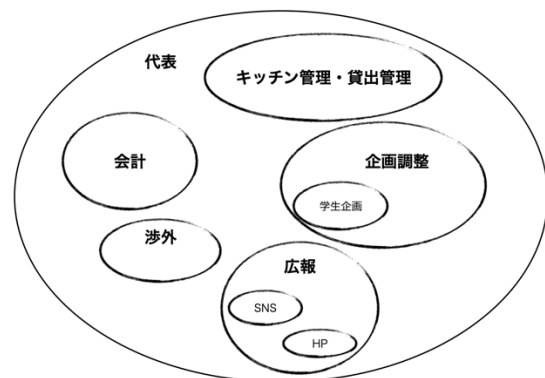 代表
キッチン管理・貸出管理
会計
企画調整
学生企画
渉外
広報
SNS
HP